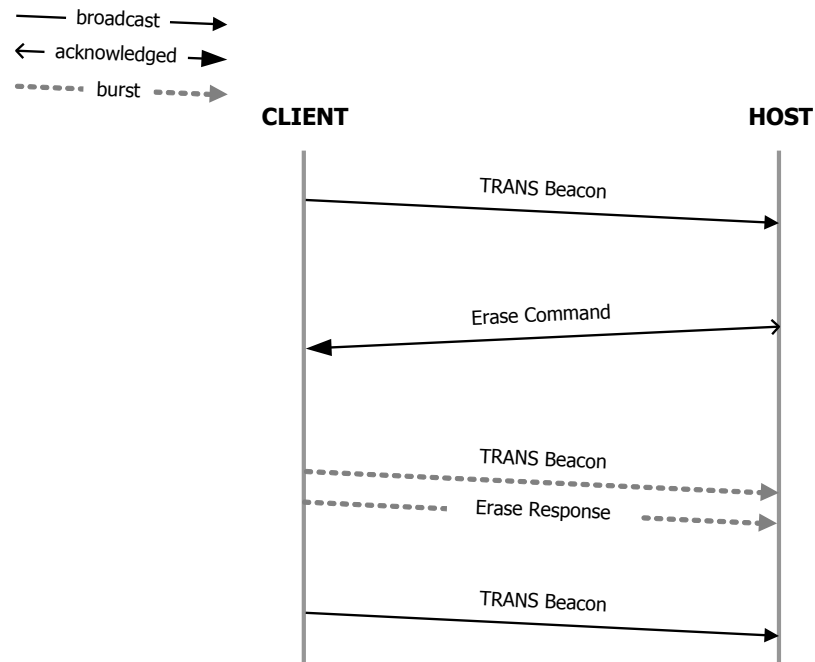 broadcast
acknowledged
burst
CLIENT HOST
TRANS Beacon
Erase Command
TRANS Beacon
Erase Response
TRANS Beacon